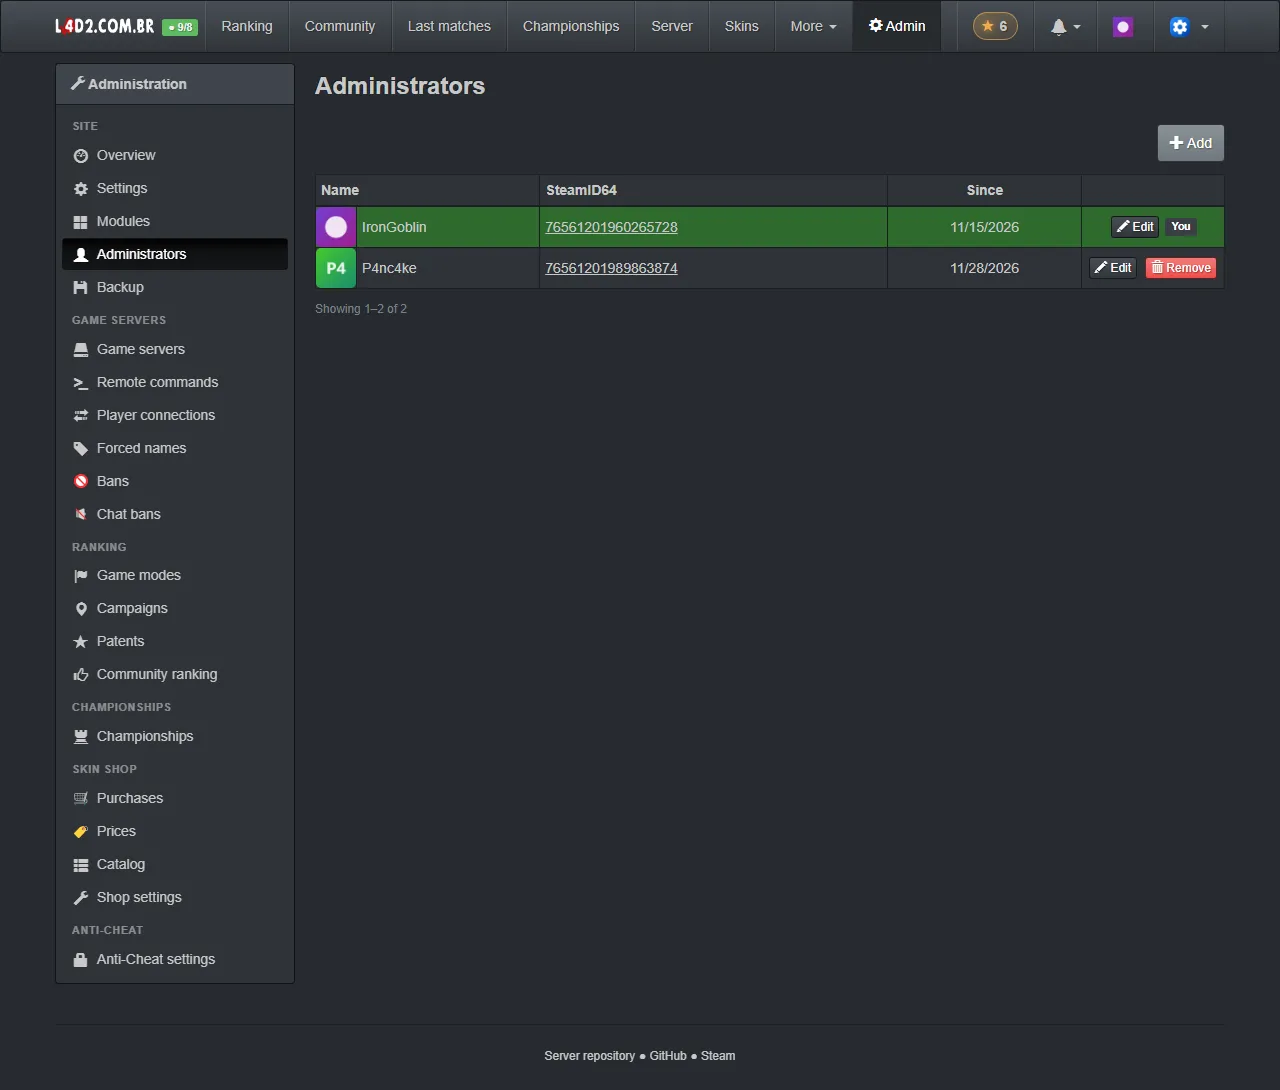 L4D2.COM.BR ● 9/8 Ranking Community Last matches Championships Server Skins More Admin ★ 6
Administration
SITE
Overview
Settings
Modules
Administrators
Backup
GAME SERVERS
Game servers
Remote commands
Player connections
Forced names
Bans
Chat bans
RANKING
Game modes
Campaigns
Patents
Community ranking
CHAMPIONSHIPS
Championships
SKIN SHOP
Purchases
Prices
Catalog
Shop settings
ANTI-CHEAT
Anti-Cheat settings
Administrators
Add
Name SteamID64 Since
IronGoblin 76561201960265728 11/15/2026 Edit You
P4 P4nc4ke 76561201989863874 11/28/2026 Edit Remove
Showing 1–2 of 2
Server repository ● GitHub ● Steam